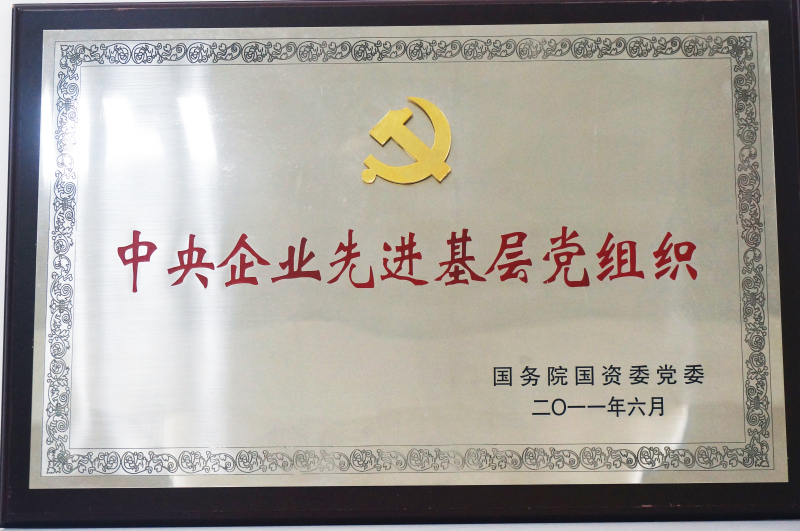 中央企业先进基层党组织
国务院国资委党委
二〇一一年六月